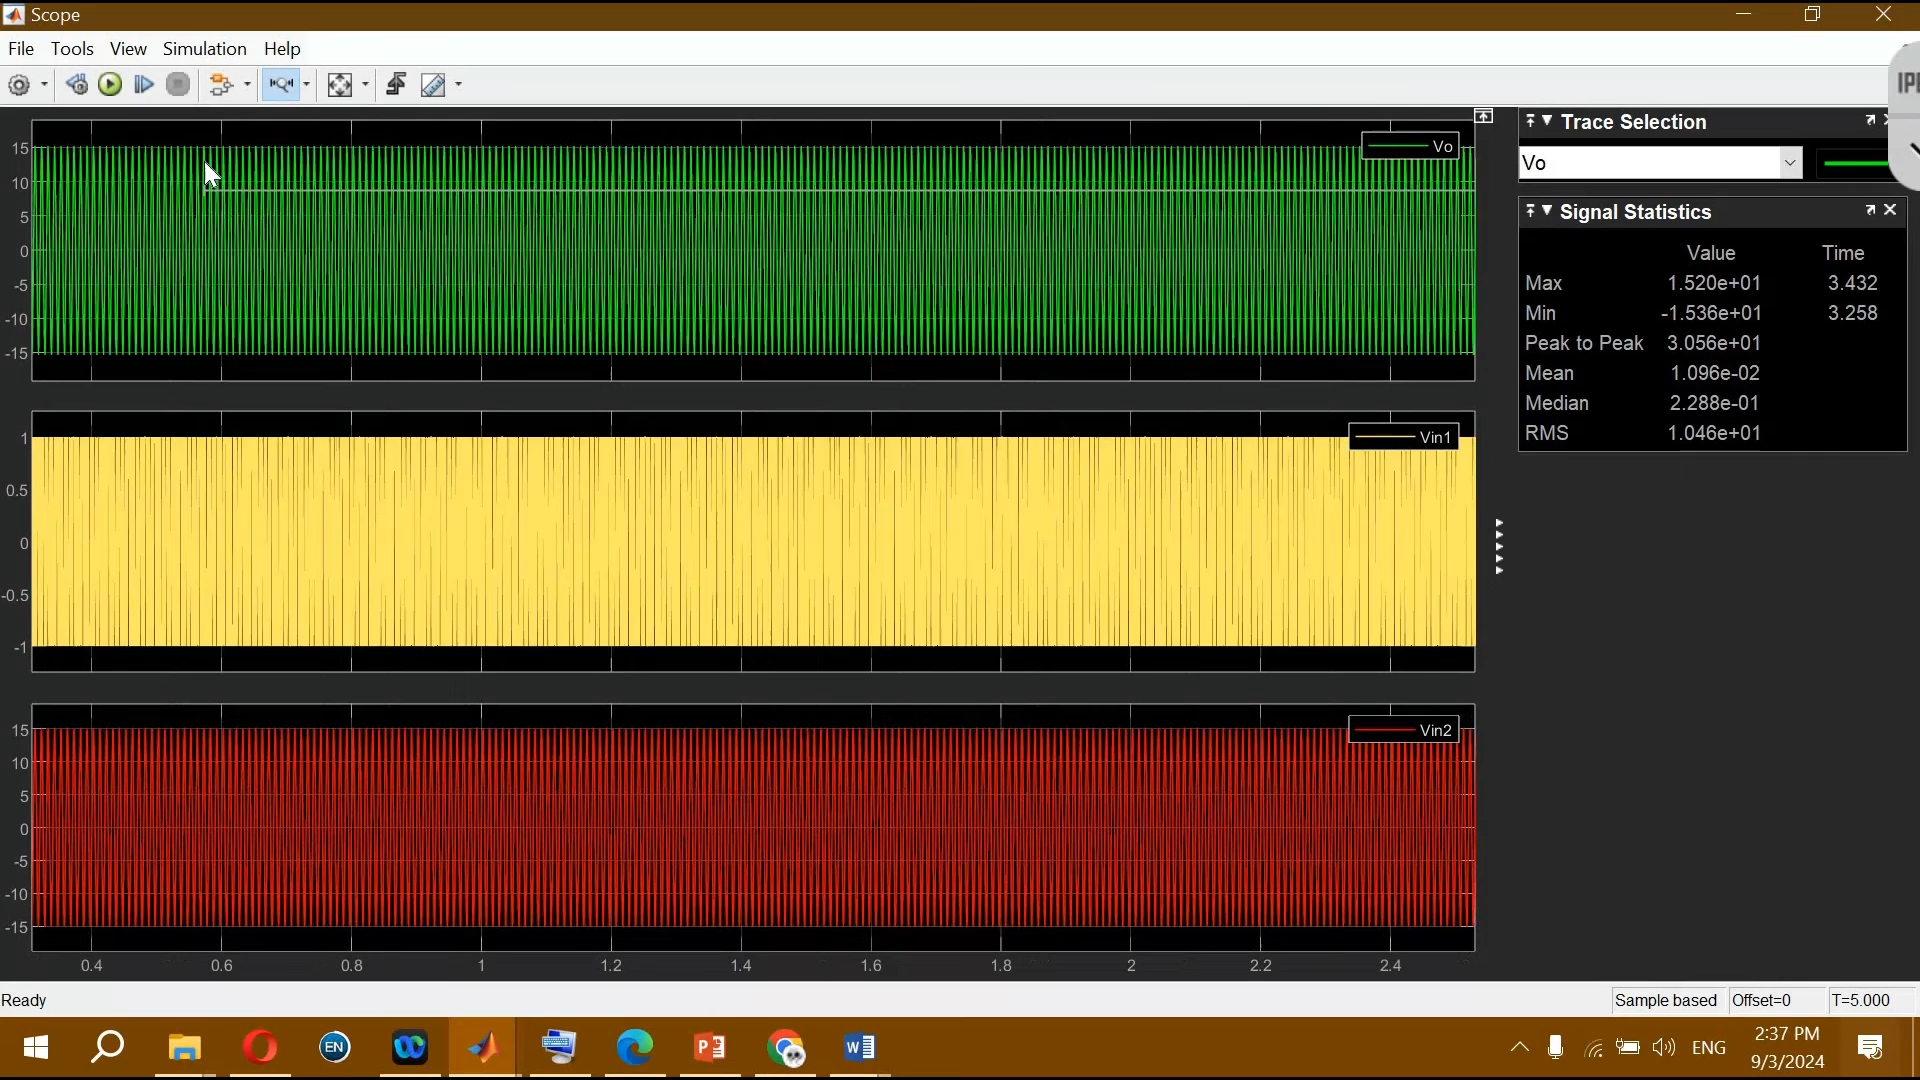 Scope
File Tools View Simulation Help
Vo
15
10
5
0
-5
-10
-15
Vin1
1
0.5
0
-0.5
-1
Vin2
15
10
5
0
-5
-10
-15
0.4 0.6 0.8 1 1.2 1.4 1.6 1.8 2 2.2 2.4
Trace Selection
Vo
Signal Statistics
Value Time
Max 1.520e+01 3.432
Min -1.536e+01 3.258
Peak to Peak 3.056e+01
Mean 1.096e-02
Median 2.288e-01
RMS 1.046e+01
Ready
Sample based Offset=0 T=5.000
EN
ENG
2:37 PM
9/3/2024